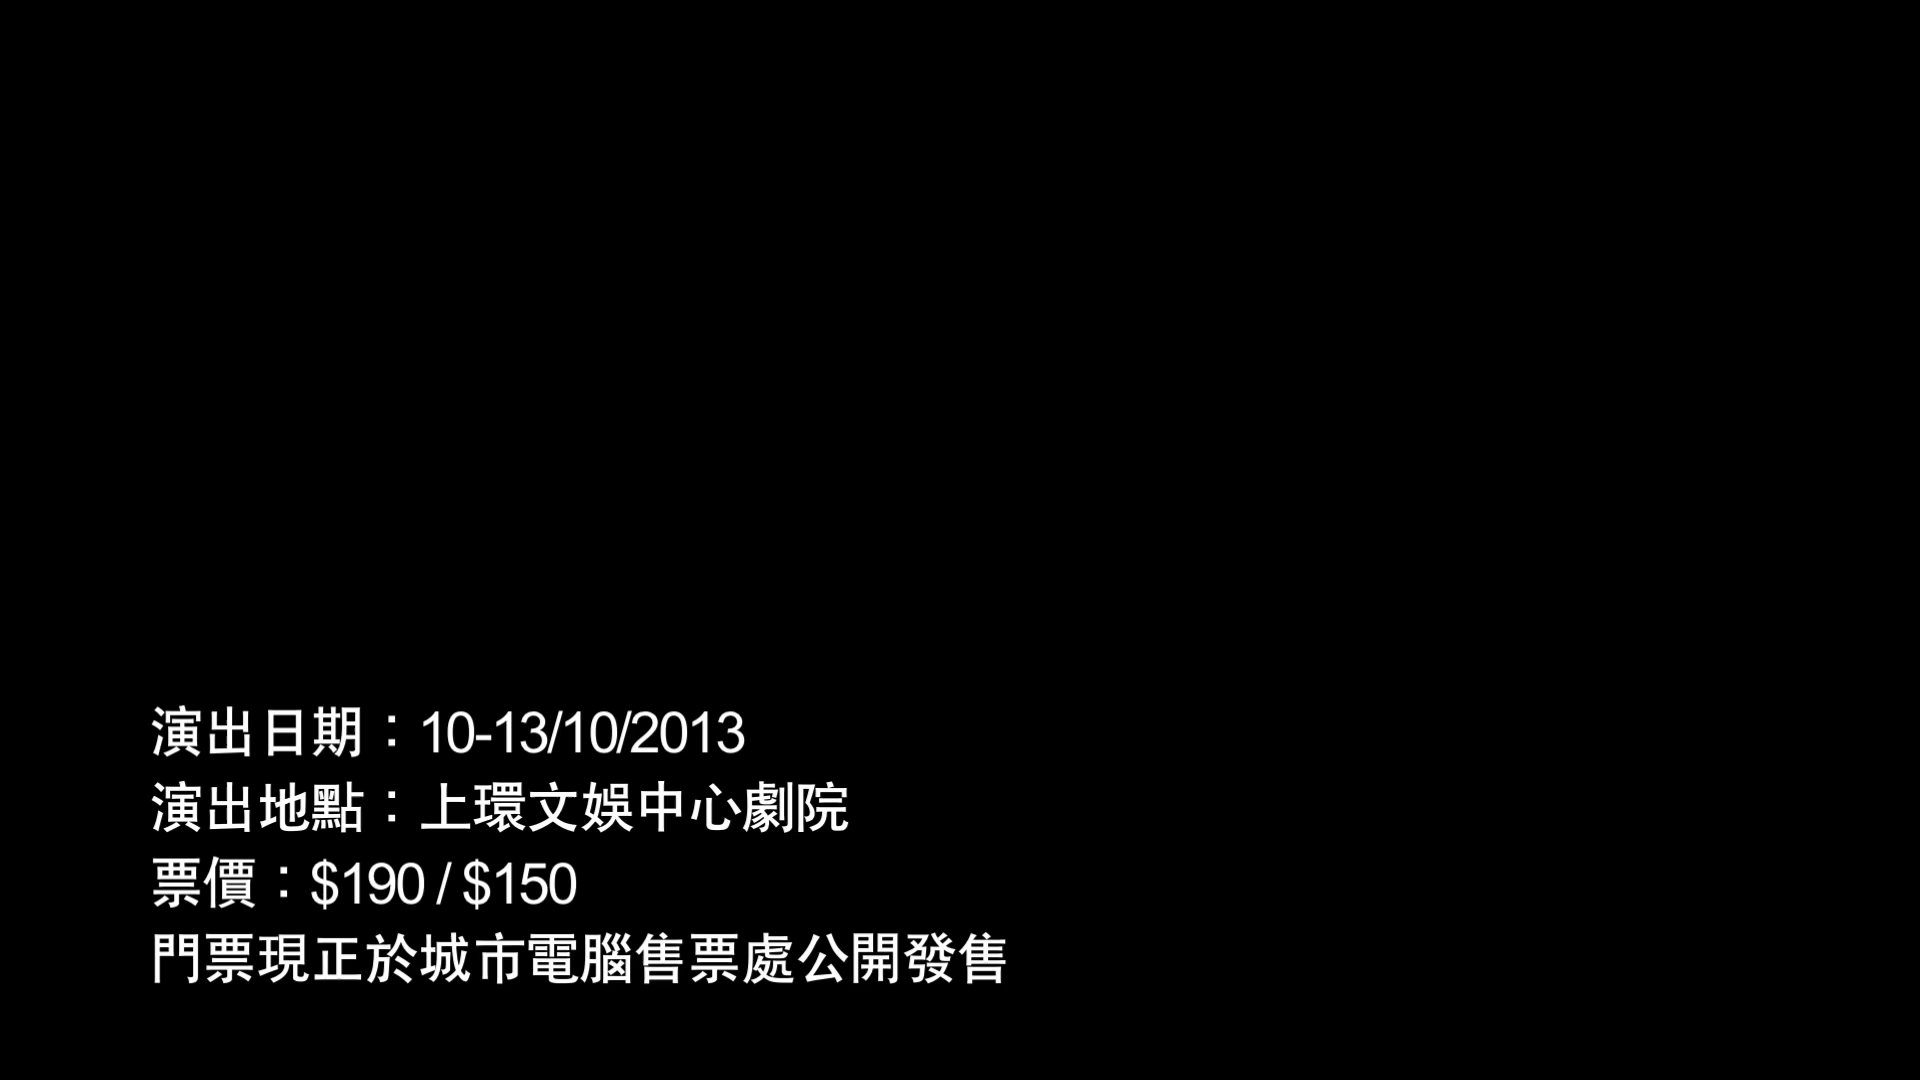 演出日期：10-13/10/2013
演出地點：上環文娛中心劇院
票價：$190 / $150
門票現正於城市電腦售票處公開發售